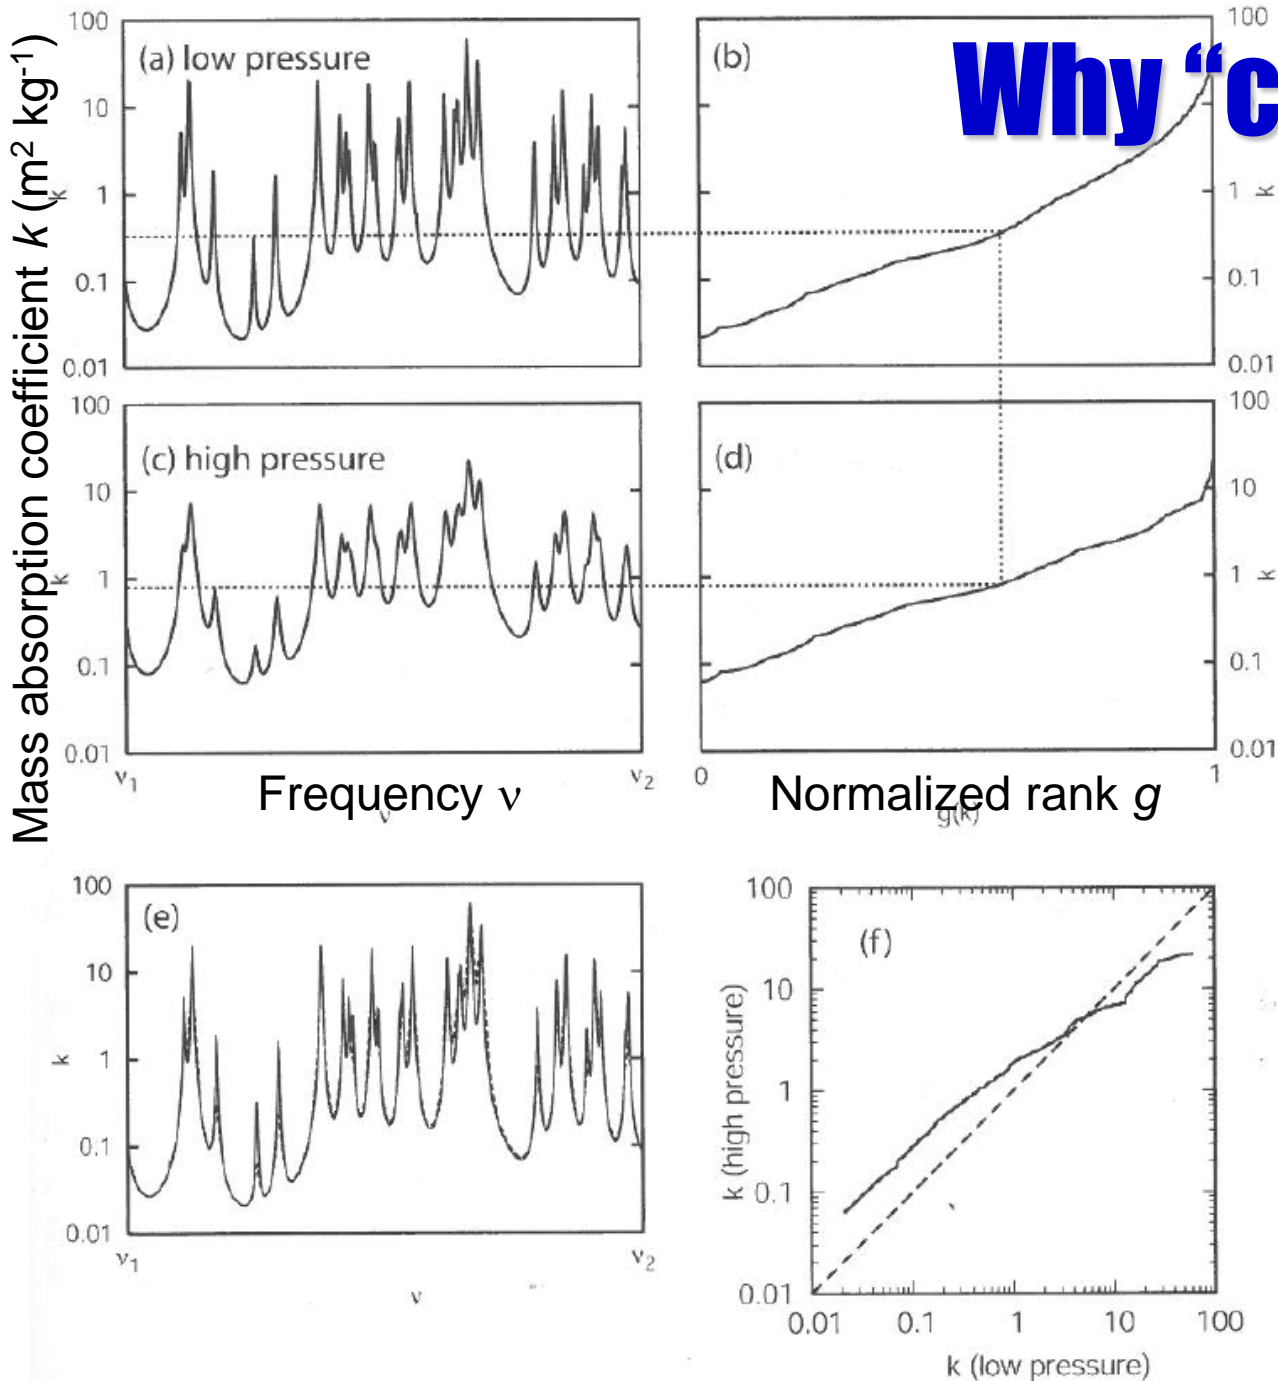 Mass absorption coefficient k (m² kg⁻¹)
Why “c
(a) low pressure
100
10
1
0.1
0.01
k
(b)
100
1
0.1
0.01
k
(c) high pressure
100
10
1
0.1
0.01
k
ν₁
ν₂
Frequency ν
ν
(d)
100
10
1
0.1
0.01
k
0
1
Normalized rank g
g(k)
(e)
100
10
1
0.1
0.01
k
ν₁
ν₂
ν
(f)
100
10
1
0.1
0.01
k (high pressure)
0.01
0.1
1
10
100
k (low pressure)